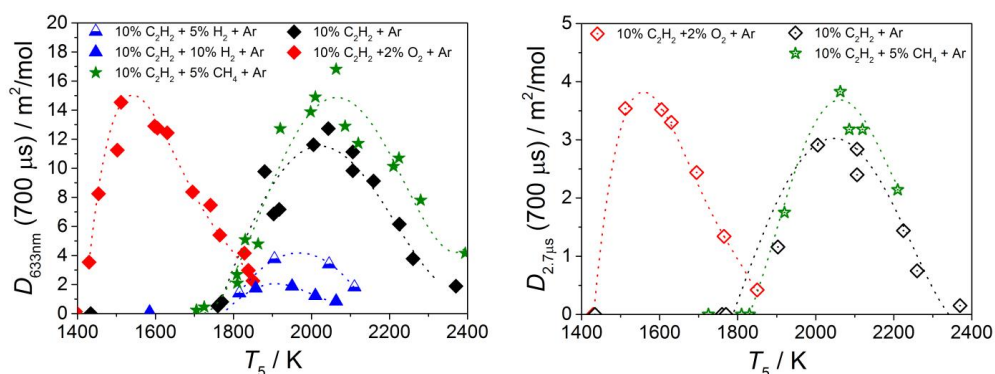 20
18
16
14
12
10
8
6
4
2
0
D633nm (700 μs) / m²/mol
10% C₂H₂ + 5% H₂ + Ar
10% C₂H₂ + 10% H₂ + Ar
10% C₂H₂ + 5% CH₄ + Ar
10% C₂H₂ + Ar
10% C₂H₂ +2% O₂ + Ar
1400 1600 1800 2000 2200 2400
T₅ / K
5
4
3
2
1
0
D2.7μs (700 μs) / m²/mol
10% C₂H₂ +2% O₂ + Ar
10% C₂H₂ + Ar
10% C₂H₂ + 5% CH₄ + Ar
1400 1600 1800 2000 2200 2400
T₅ / K